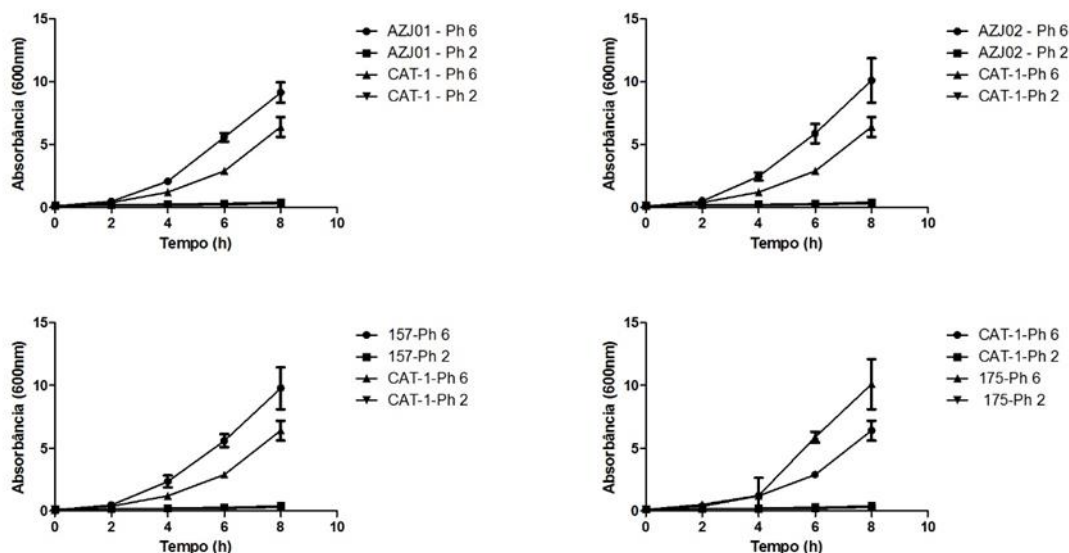 15
10
5
0
Absorbância (600nm)
0 2 4 6 8 10
Tempo (h)
AZJ01 - Ph 6
AZJ01 - Ph 2
CAT-1 - Ph 6
CAT-1 - Ph 2
15
10
5
0
Absorbância (600nm)
0 2 4 6 8 10
Tempo (h)
AZJ02 - Ph 6
AZJ02 - Ph 2
CAT-1-Ph 6
CAT-1-Ph 2
15
10
5
0
Absorbância (600nm)
0 2 4 6 8 10
Tempo (h)
157-Ph 6
157-Ph 2
CAT-1-Ph 6
CAT-1-Ph 2
15
10
5
0
Absorbância (600nm)
0 2 4 6 8 10
Tempo (h)
CAT-1-Ph 6
CAT-1-Ph 2
175-Ph 6
175-Ph 2